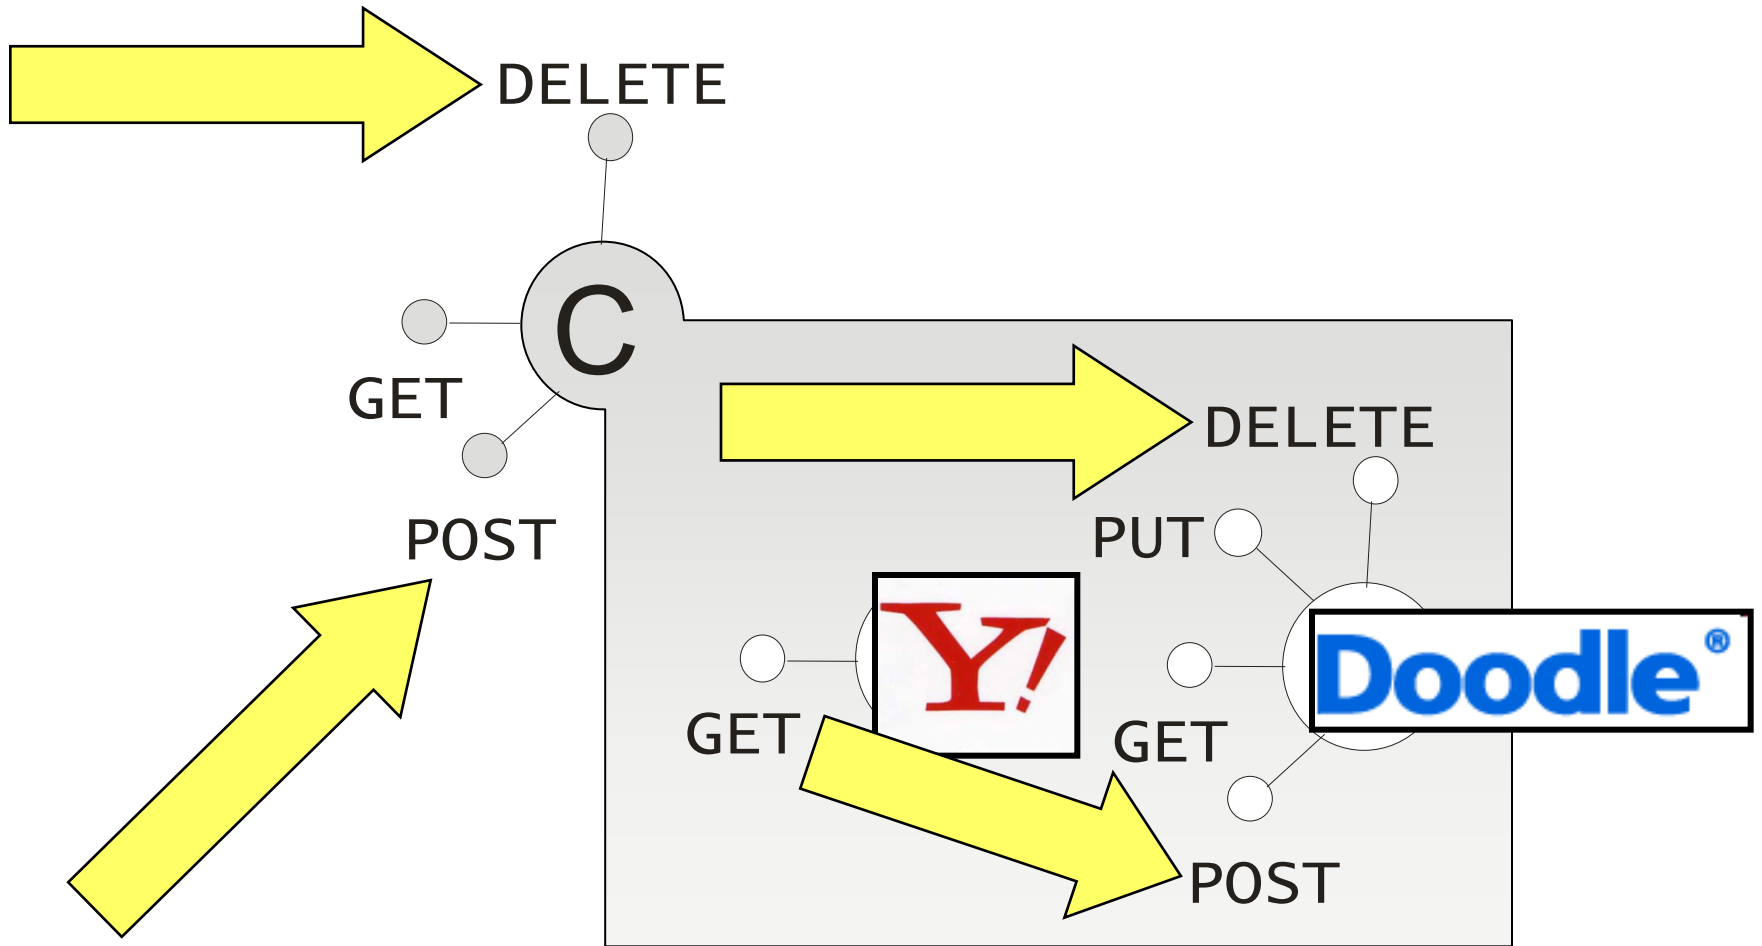 DELETE
C
GET
POST
DELETE
PUT
Y!
Doodle®
GET
GET
POST